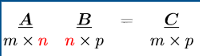 A B = C
m × n n × p m × p